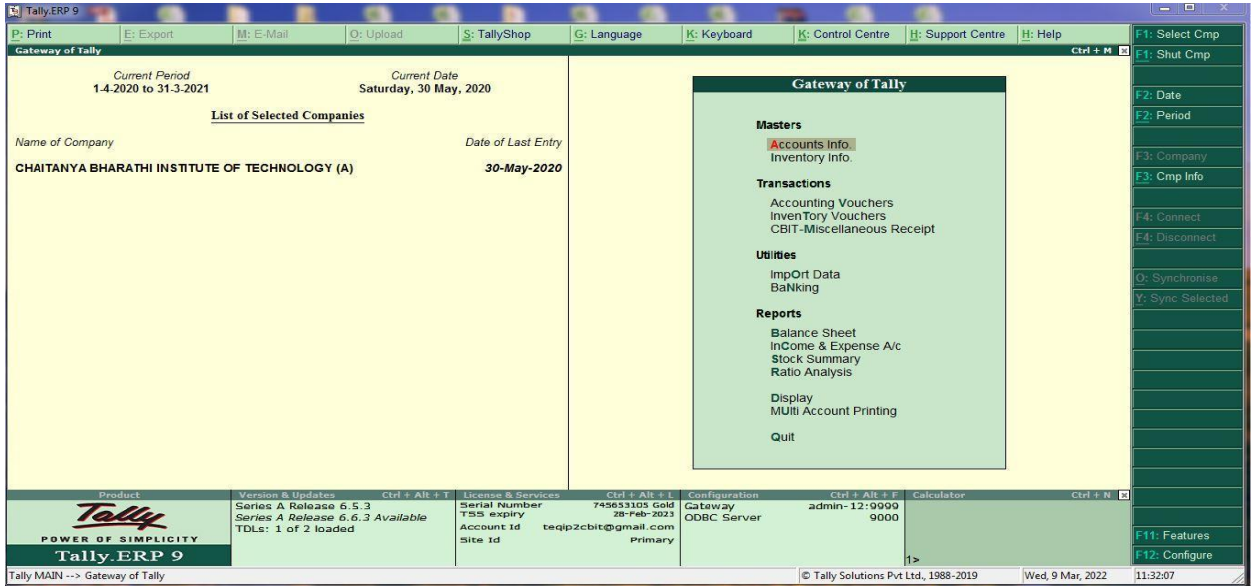 Tally.ERP 9
P: Print E: Export M: E-Mail O: Upload S: TallyShop G: Language K: Keyboard K: Control Centre H: Support Centre H: Help
Gateway of Tally Ctrl + M
Current Period Current Date
1-4-2020 to 31-3-2021 Saturday, 30 May, 2020
List of Selected Companies
Name of Company Date of Last Entry
CHAITANYA BHARATHI INSTITUTE OF TECHNOLOGY (A) 30-May-2020
Gateway of Tally
Masters
Accounts Info.
Inventory Info.
Transactions
Accounting Vouchers
InvenTory Vouchers
CBIT-Miscellaneous Receipt
Utilities
ImpOrt Data
BaNking
Reports
Balance Sheet
InCome & Expense A/c
Stock Summary
Ratio Analysis
Display
MUlti Account Printing
Quit
F1: Select Cmp
F1: Shut Cmp
F2: Date
F2: Period
F3: Company
F3: Cmp Info
F4: Connect
F4: Disconnect
O: Synchronise
Y: Sync Selected
F11: Features
F12: Configure
Product
Tally
POWER OF SIMPLICITY
Tally.ERP 9
Version & Updates Ctrl + Alt + T
Series A Release 6.5.3
Series A Release 6.6.3 Available
TDLs: 1 of 2 loaded
License & Services Ctrl + Alt + L
Serial Number 745653105 Gold
TSS expiry 28-Feb-2023
Account Id teqip2cbit@gmail.com
Site Id Primary
Configuration Ctrl + Alt + F
Gateway admin-12:9999
ODBC Server 9000
Calculator Ctrl + N
1>
Tally MAIN --> Gateway of Tally © Tally Solutions Pvt Ltd., 1988-2019 Wed, 9 Mar, 2022 11:32:07